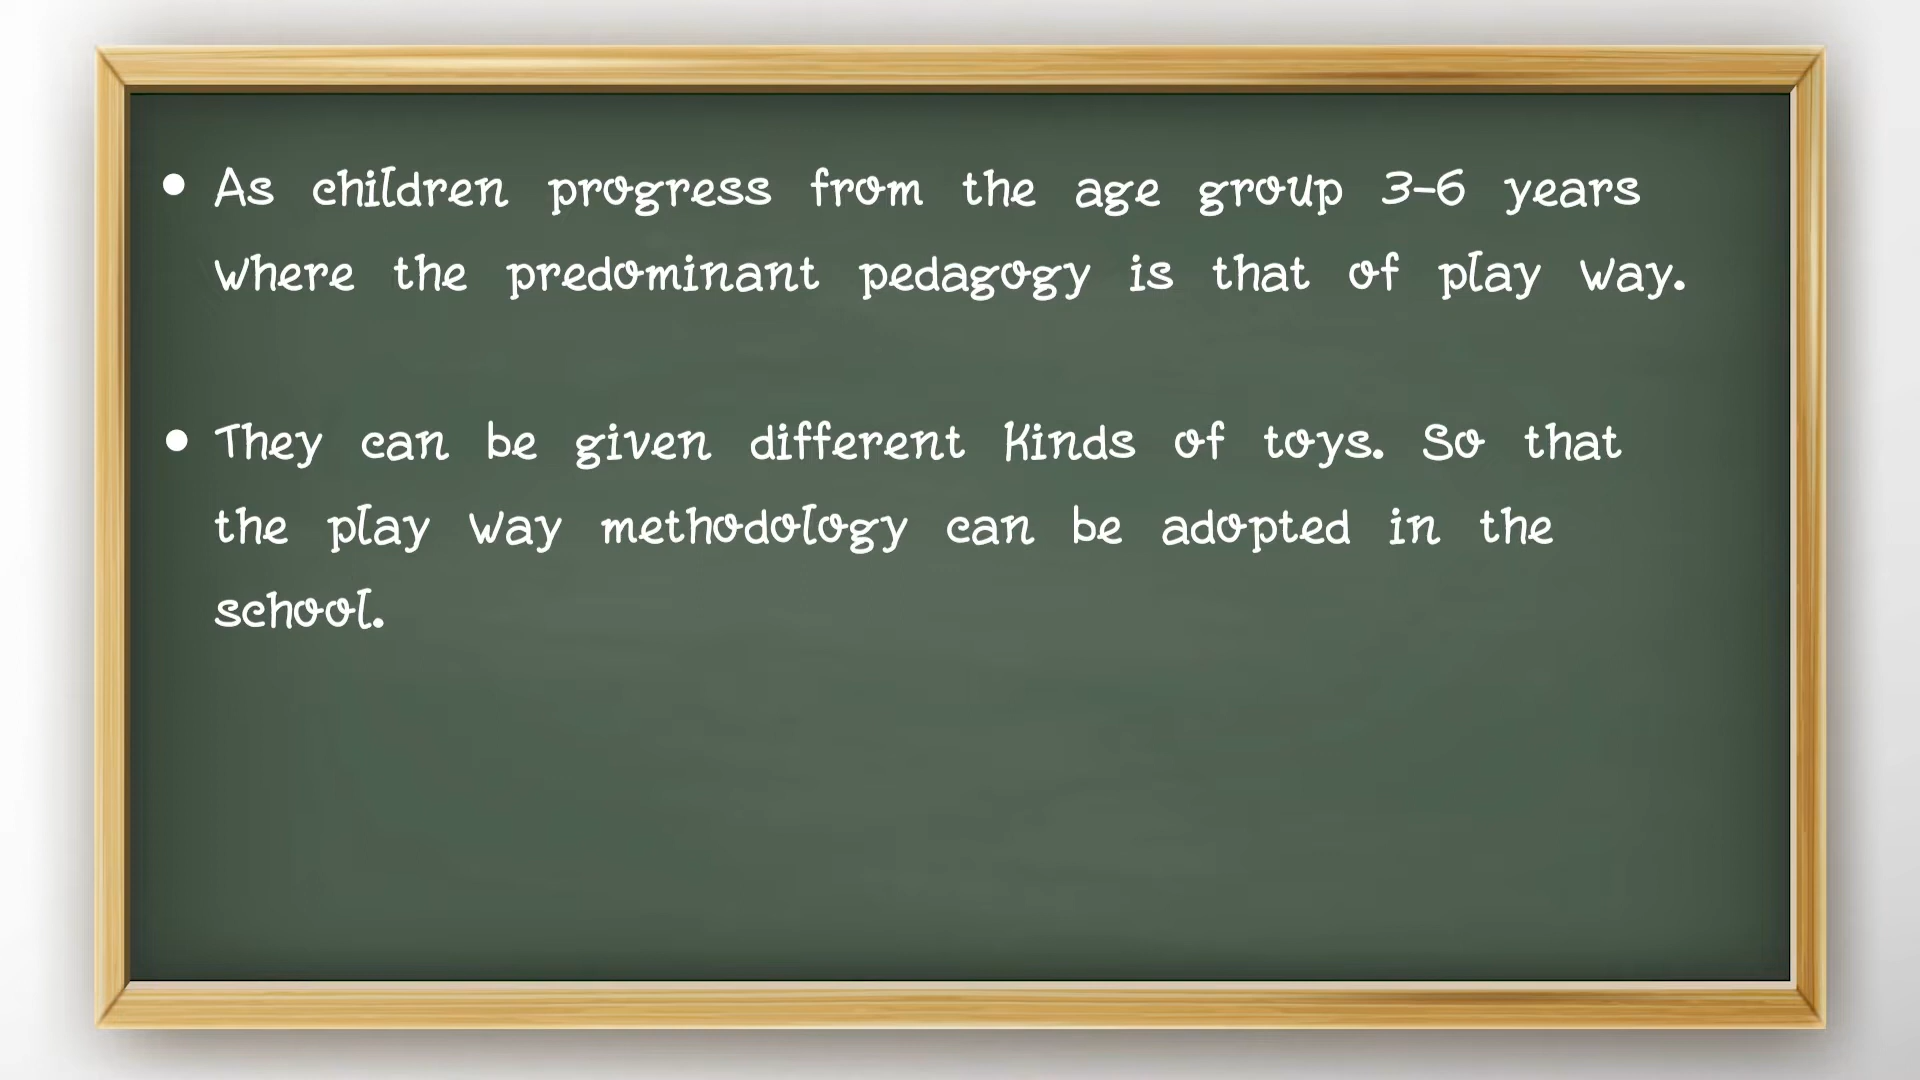 • As children progress from the age group 3-6 years
where the predominant pedagogy is that of play way.
• They can be given different kinds of toys. So that
the play way methodology can be adopted in the
school.